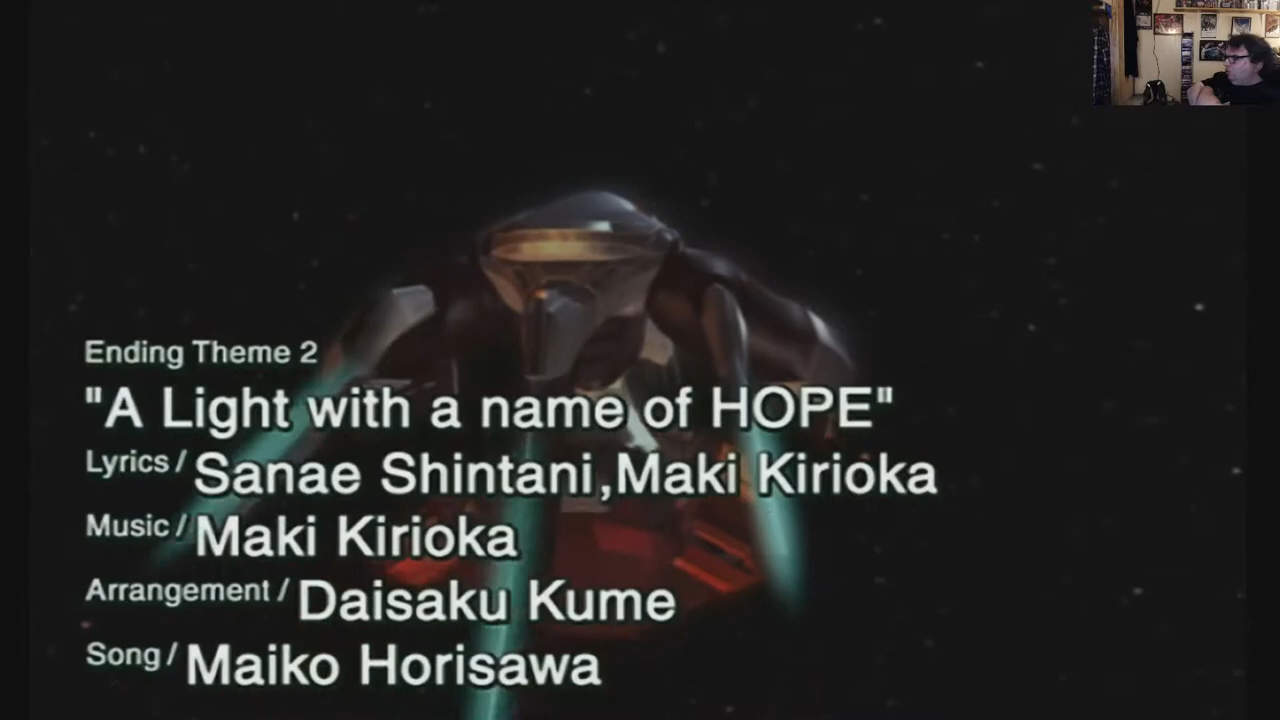 Ending Theme 2
"A Light with a name of HOPE"
Lyrics / Sanae Shintani,Maki Kirioka
Music / Maki Kirioka
Arrangement / Daisaku Kume
Song / Maiko Horisawa